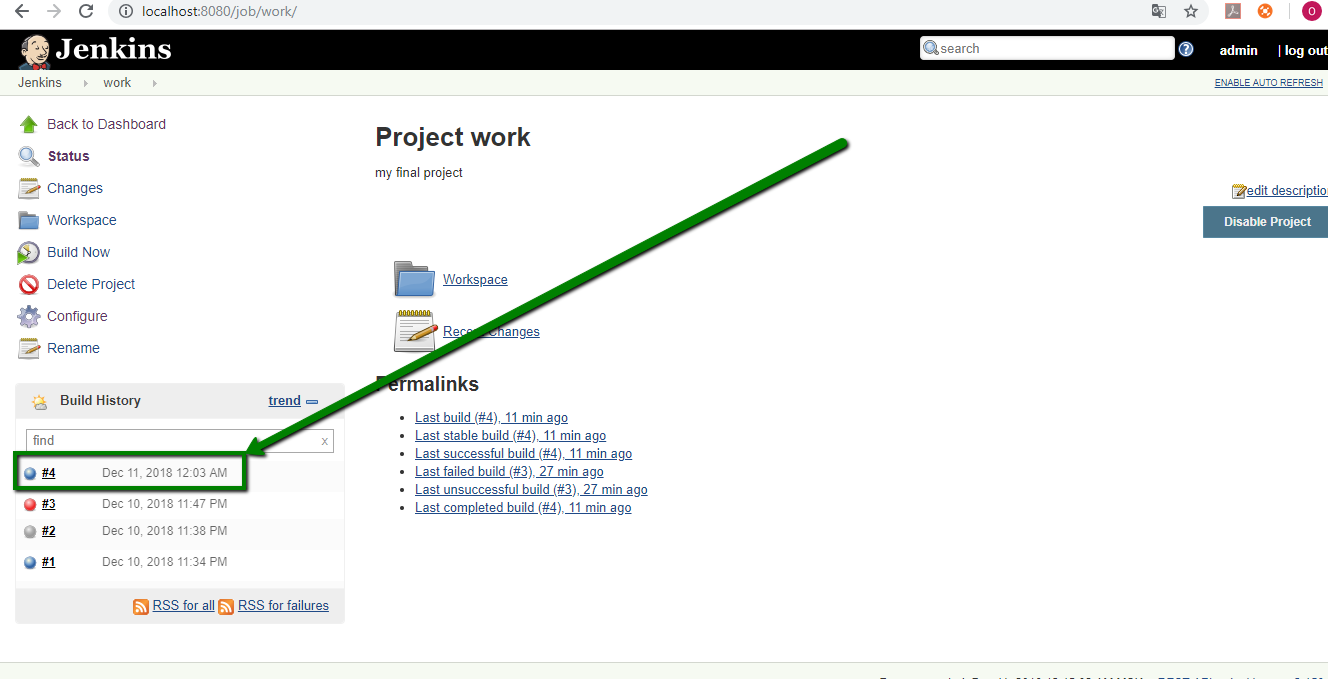 localhost:8080/job/work/
O
Jenkins
search
admin
| log out
Jenkins
work
ENABLE AUTO REFRESH
Back to Dashboard
Status
Changes
Workspace
Build Now
Delete Project
Configure
Rename
Project work
my final project
edit descriptio
Disable Project
Workspace
Recent Changes
Build History
trend
find
x
#4 Dec 11, 2018 12:03 AM
#3 Dec 10, 2018 11:47 PM
#2 Dec 10, 2018 11:38 PM
#1 Dec 10, 2018 11:34 PM
RSS for all RSS for failures
Permalinks
Last build (#4), 11 min ago
Last stable build (#4), 11 min ago
Last successful build (#4), 11 min ago
Last failed build (#3), 27 min ago
Last unsuccessful build (#3), 27 min ago
Last completed build (#4), 11 min ago